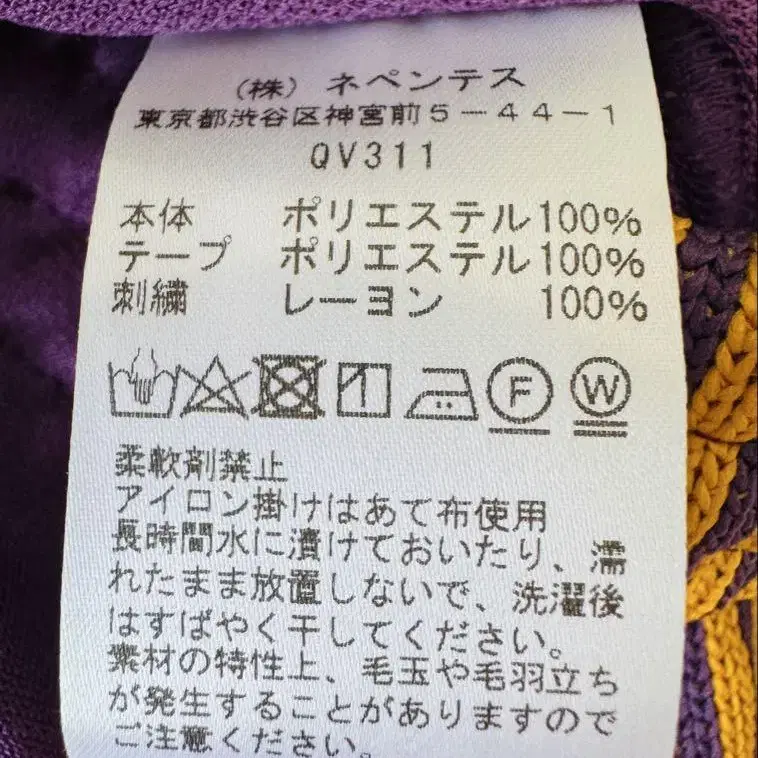 （株）ネペンテス
東京都渋谷区神宮前５－４４－１
QV311
本体 ポリエステル100%
テープ ポリエステル100%
刺繍 レーヨン 100%
F W
柔軟剤禁止
アイロン掛けはあて布使用
長時間水に漬けておいたり、濡
れたまま放置しないで、洗濯後
はすばやく干してください。
素材の特性上、毛玉や毛羽立ち
が発生することがありますので
ご注意ください。